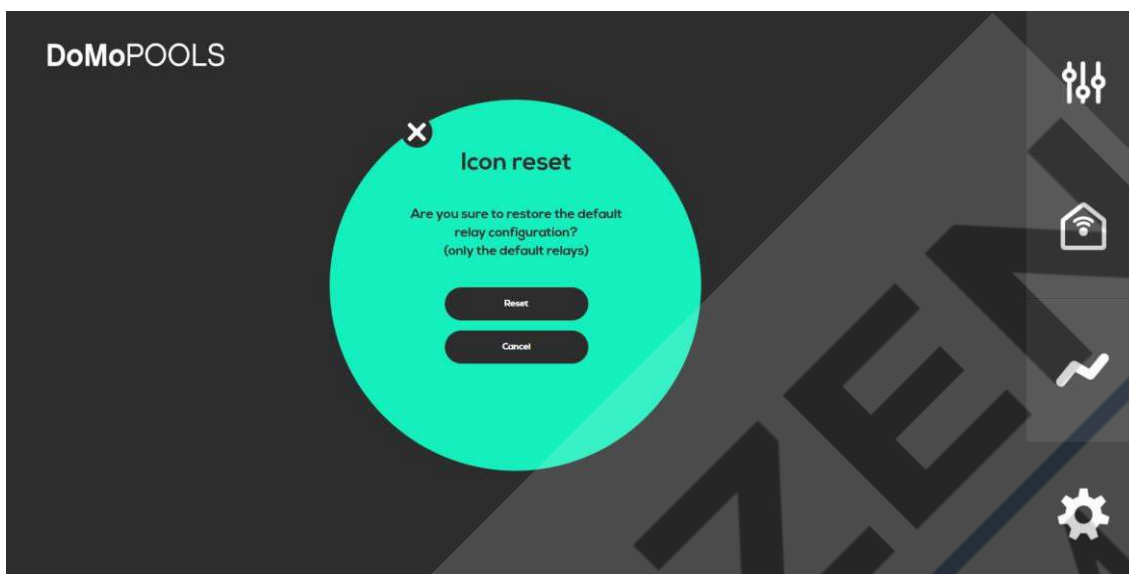 DoMoPOOLS
Icon reset
Are you sure to restore the default
relay configuration?
(only the default relays)
Reset
Cancel